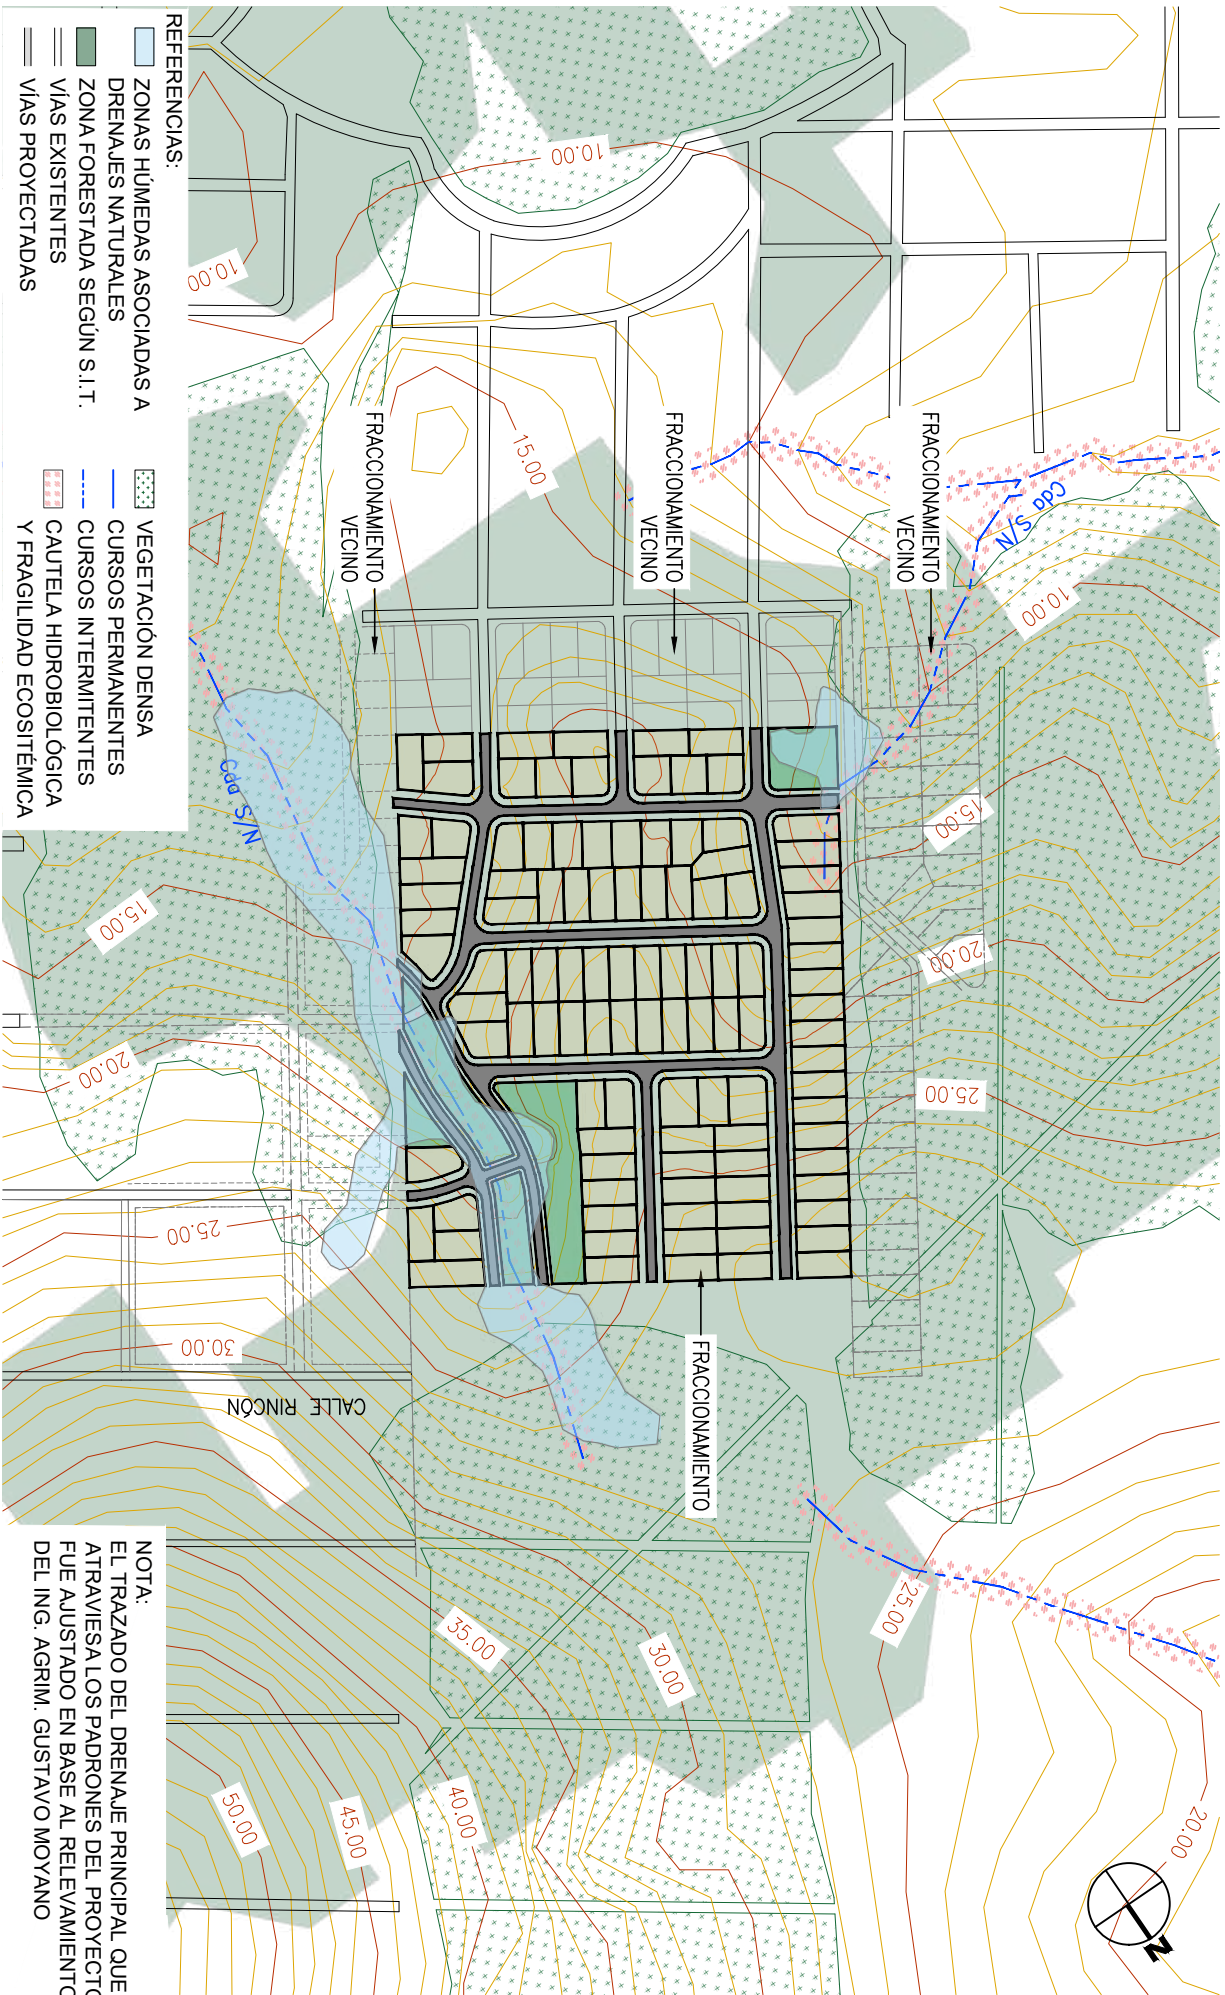 REFERENCIAS:
ZONAS HÚMEDAS ASOCIADAS A
DRENAJES NATURALES
ZONA FORESTADA SEGÚN S.I.T.
VÍAS EXISTENTES
VÍAS PROYECTADAS
VEGETACIÓN DENSA
CURSOS PERMANENTES
CURSOS INTERMITENTES
CAUTELA HIDROBIOLÓGICA
Y FRAGILIDAD ECOSITÉMICA
NOTA:
EL TRAZADO DEL DRENAJE PRINCIPAL QUE
ATRAVIESA LOS PADRONES DEL PROYECTO
FUE AJUSTADO EN BASE AL RELEVAMIENTO
DEL ING. AGRIM. GUSTAVO MOYANO
FRACCIONAMIENTO
VECINO
FRACCIONAMIENTO
VECINO
FRACCIONAMIENTO
VECINO
FRACCIONAMIENTO
CALLE RINCÓN
Cda S/N
Cda S/N
10.00
10.00
15.00
10.00
15.00
20.00
25.00
15.00
20.00
25.00
30.00
25.00
35.00
30.00
40.00
45.00
50.00
20.00
N